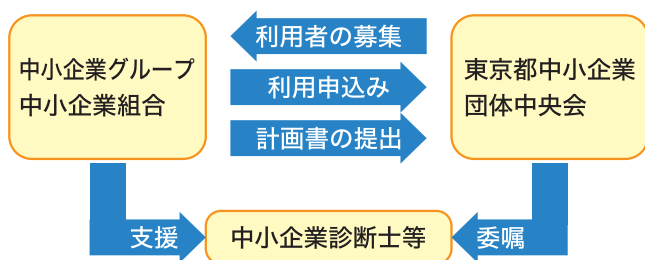 利用者の募集
中小企業グループ
中小企業組合
利用申込み
東京都中小企業
団体中央会
計画書の提出
支援
中小企業診断士等
委嘱